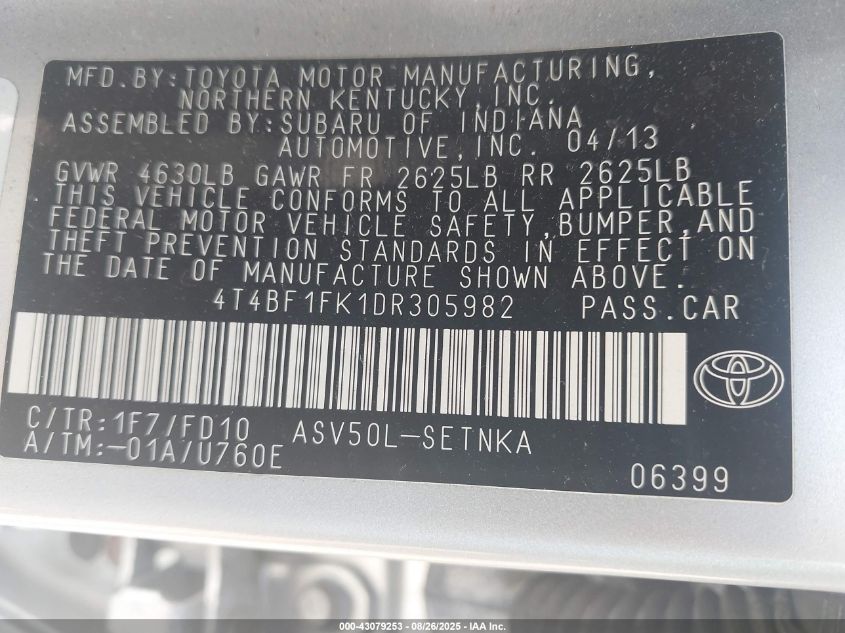 MFD.BY:TOYOTA MOTOR MANUFACTURING,
NORTHERN KENTUCKY,INC.
ASSEMBLED BY:SUBARU OF INDIANA
AUTOMOTIVE,INC. 04/13
GVWR 4630LB GAWR FR 2625LB RR 2625LB
THIS VEHICLE CONFORMS TO ALL APPLICABLE
FEDERAL MOTOR VEHICLE SAFETY,BUMPER,AND
THEFT PREVENTION STANDARDS IN EFFECT ON
THE DATE OF MANUFACTURE SHOWN ABOVE.
4T4BF1FK1DR305982 PASS.CAR
C/TR:1F7/FD10 ASV50L-SETNKA
A/TM:-01A/U760E
06399
000-43079253 - 08/26/2025 - IAA Inc.